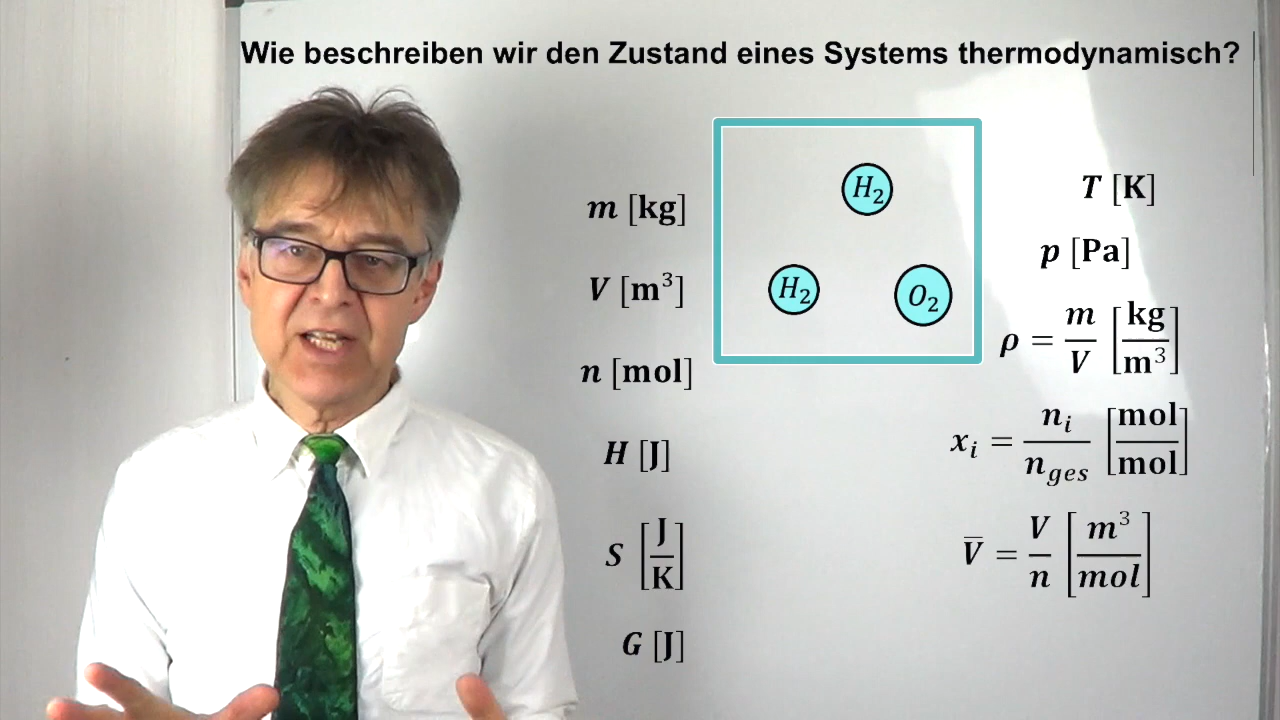 Wie beschreiben wir den Zustand eines Systems thermodynamisch?
m [kg]
V [m³]
n [mol]
H [J]
S [J/K]
G [J]
H₂
H₂
O₂
T [K]
p [Pa]
ρ = m/V [kg/m³]
xᵢ = nᵢ/n_ges [mol/mol]
V̅ = V/n [m³/mol]